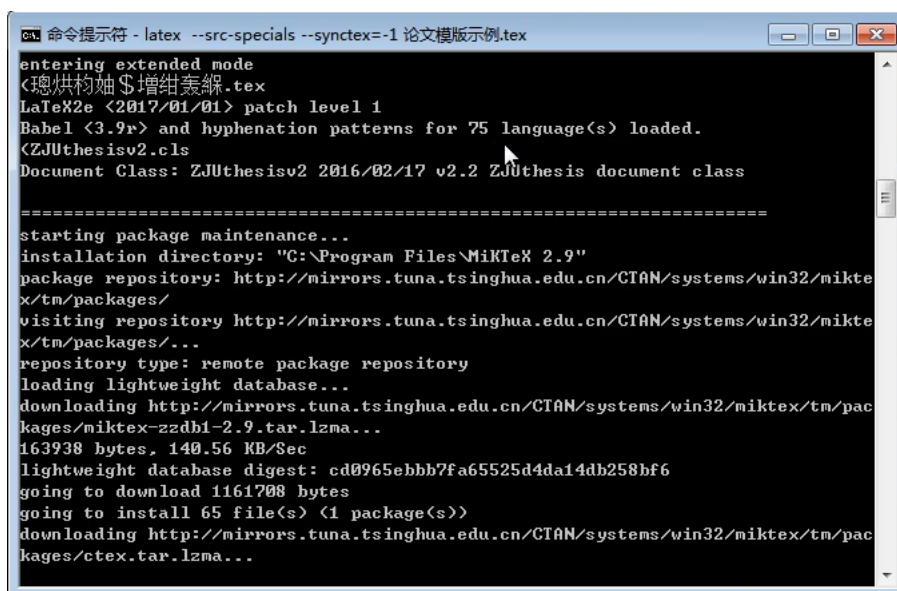 命令提示符 - latex --src-specials --synctex=-1 论文模版示例.tex
entering extended mode
.tex
LaTeX2e <2017/01/01> patch level 1
Babel <3.9r> and hyphenation patterns for 75 language(s) loaded.
(ZJUthesisv2.cls
Document Class: ZJUthesisv2 2016/02/17 v2.2 ZJUthesis document class
======================================================================
starting package maintenance...
installation directory: "C:\Program Files\MiKTeX 2.9"
package repository: http://mirrors.tuna.tsinghua.edu.cn/CTAN/systems/win32/mikte
x/tm/packages/
visiting repository http://mirrors.tuna.tsinghua.edu.cn/CTAN/systems/win32/mikte
x/tm/packages/...
repository type: remote package repository
loading lightweight database...
downloading http://mirrors.tuna.tsinghua.edu.cn/CTAN/systems/win32/miktex/tm/pac
kages/miktex-zzdb1-2.9.tar.lzma...
163938 bytes, 140.56 KB/Sec
lightweight database digest: cd0965ebbb7fa65525d4da14db258bf6
going to download 1161708 bytes
going to install 65 file(s) (1 package(s))
downloading http://mirrors.tuna.tsinghua.edu.cn/CTAN/systems/win32/miktex/tm/pac
kages/ctex.tar.lzma...